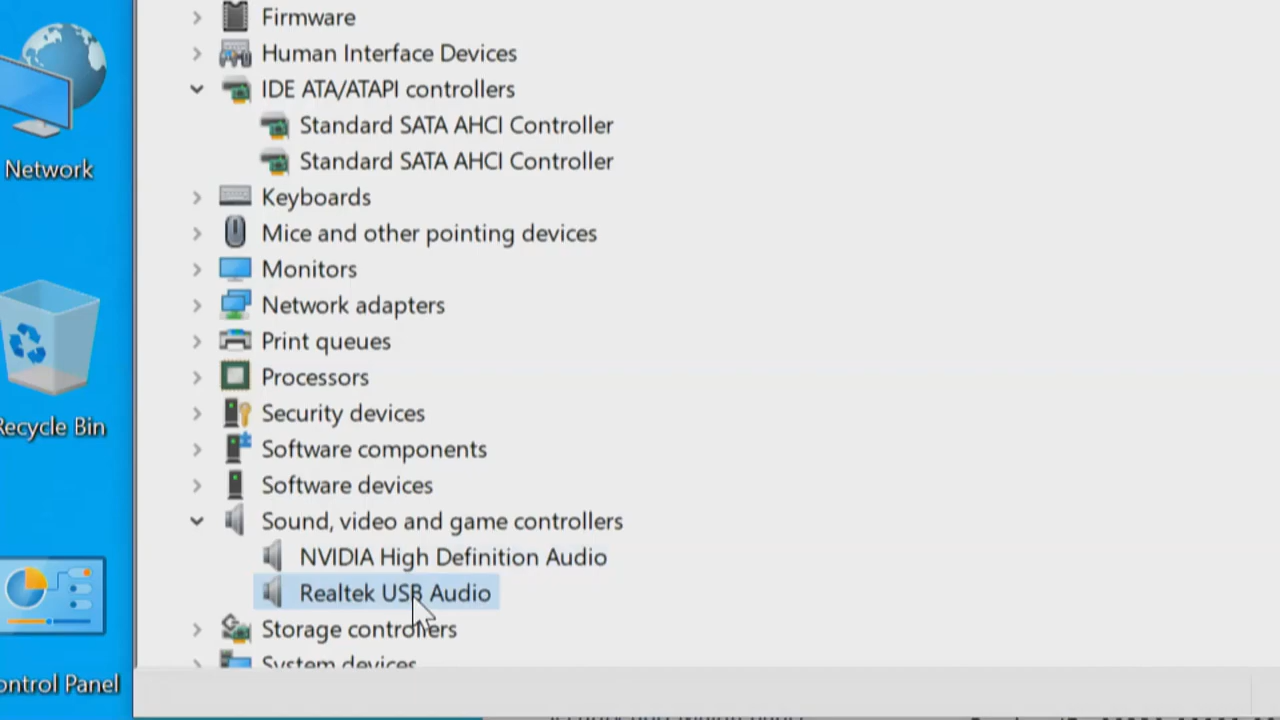 Firmware
Human Interface Devices
IDE ATA/ATAPI controllers
Standard SATA AHCI Controller
Standard SATA AHCI Controller
Keyboards
Mice and other pointing devices
Monitors
Network adapters
Print queues
Processors
Security devices
Software components
Software devices
Sound, video and game controllers
NVIDIA High Definition Audio
Realtek USB Audio
Storage controllers
System devices
Network
Recycle Bin
ontrol Panel